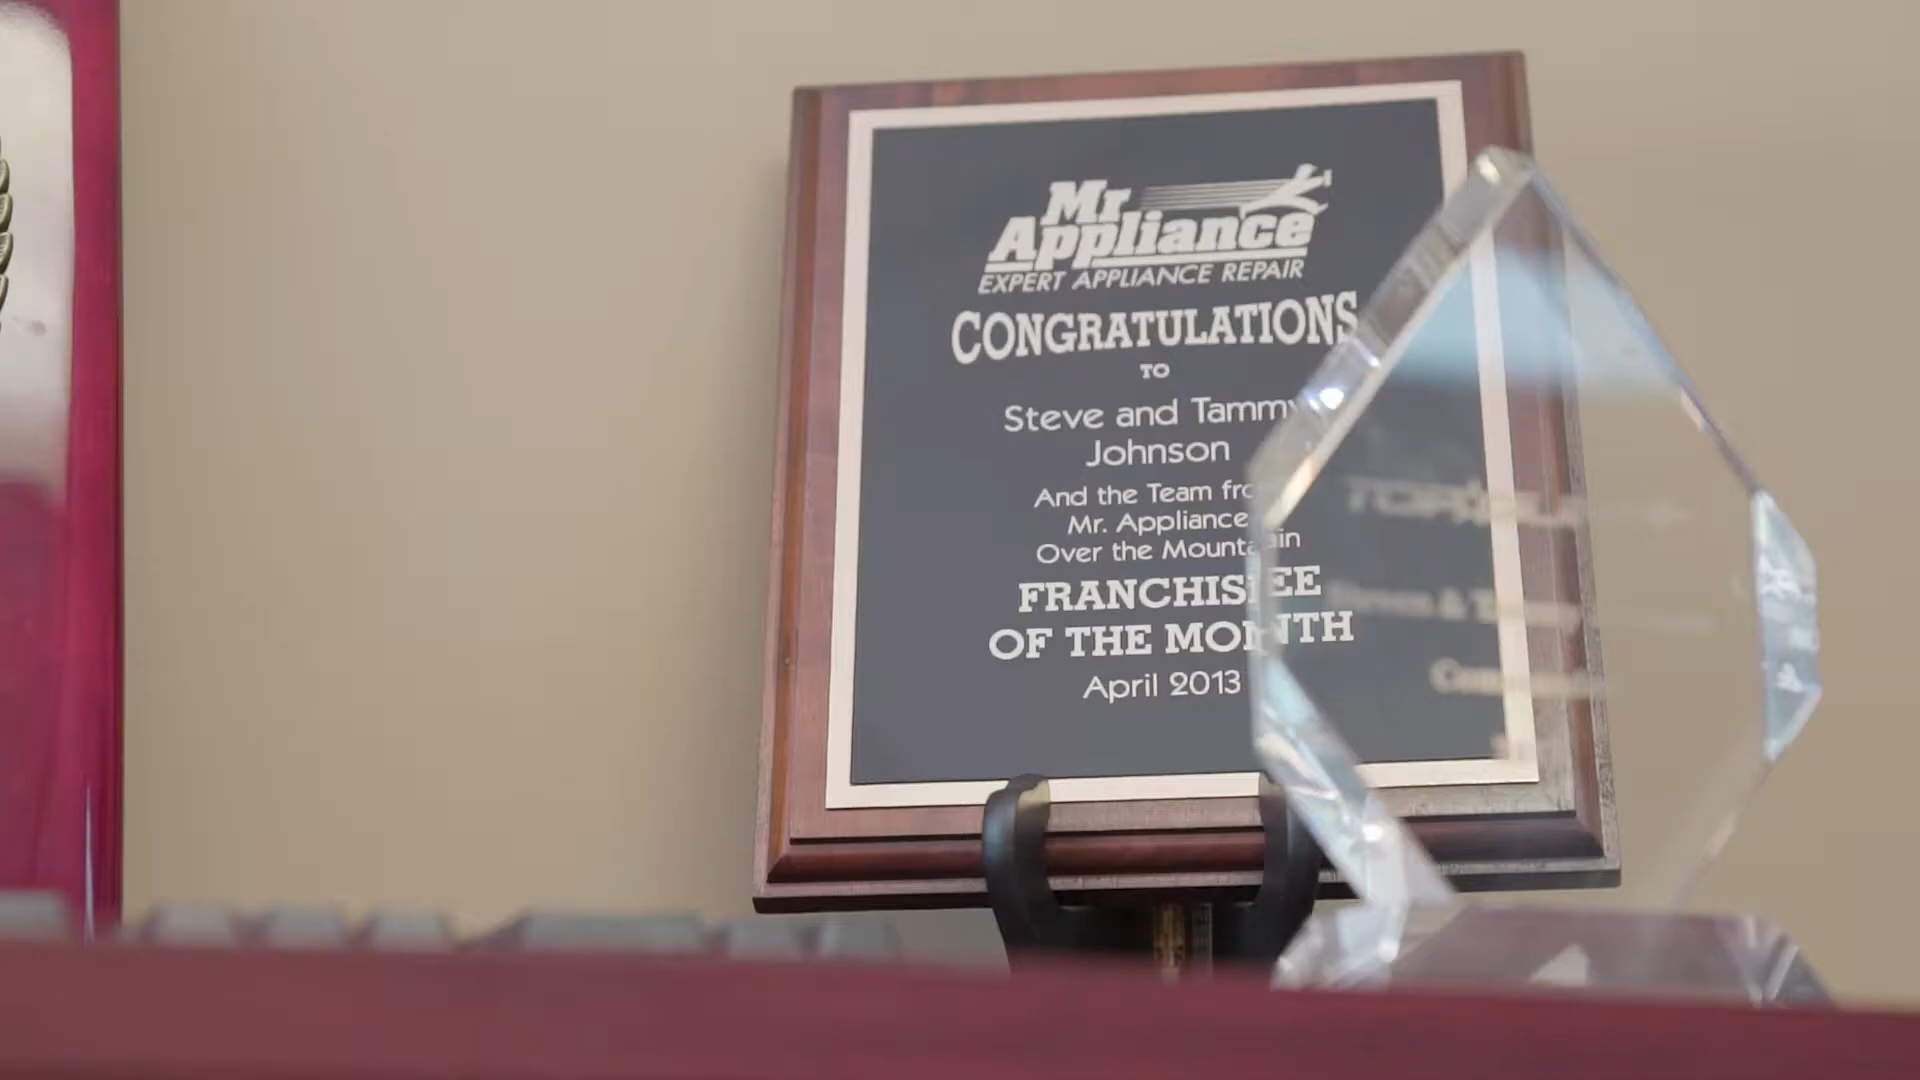 Mr
Appliance
EXPERT APPLIANCE REPAIR
CONGRATULATIONS
TO
Steve and Tammy
Johnson
And the Team from
Mr. Appliance
Over the Mountain
FRANCHISEE
OF THE MONTH
April 2013